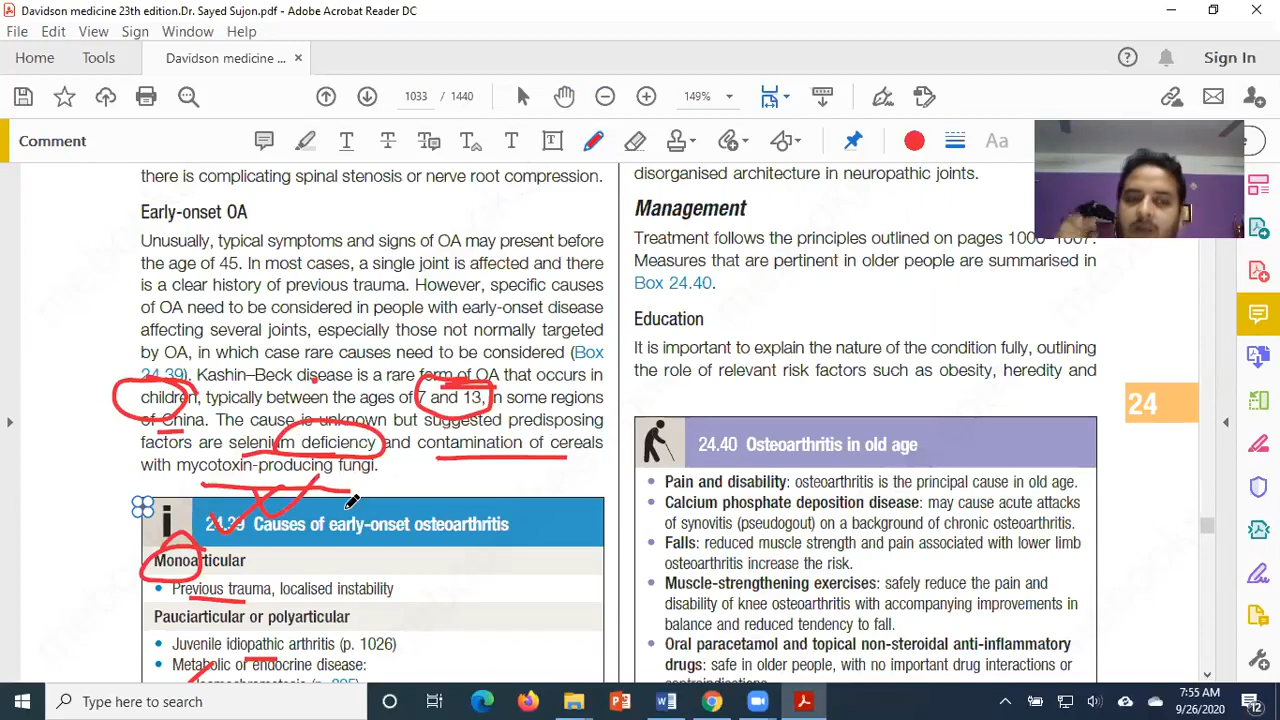 Davidson medicine 23th edition.Dr. Sayed Sujon.pdf - Adobe Acrobat Reader DC
File Edit View Sign Window Help
Home Tools Davidson medicine ... × Sign In
1033 / 1440 149%
Comment Aa
there is complicating spinal stenosis or nerve root compression.
Early-onset OA
Unusually, typical symptoms and signs of OA may present before
the age of 45. In most cases, a single joint is affected and there
is a clear history of previous trauma. However, specific causes
of OA need to be considered in people with early-onset disease
affecting several joints, especially those not normally targeted
by OA, in which case rare causes need to be considered (Box
24.39). Kashin–Beck disease is a rare form of OA that occurs in
children, typically between the ages of 7 and 13, in some regions
of China. The cause is unknown but suggested predisposing
factors are selenium deficiency and contamination of cereals
with mycotoxin-producing fungi.
i 24.39 Causes of early-onset osteoarthritis
Monoarticular
• Previous trauma, localised instability
Pauciarticular or polyarticular
• Juvenile idiopathic arthritis (p. 1026)
• Metabolic or endocrine disease:
disorganised architecture in neuropathic joints.
Management
Treatment follows the principles outlined on pages 1000–1007.
Measures that are pertinent in older people are summarised in
Box 24.40.
Education
It is important to explain the nature of the condition fully, outlining
the role of relevant risk factors such as obesity, heredity and
24
24.40 Osteoarthritis in old age
• Pain and disability: osteoarthritis is the principal cause in old age.
• Calcium phosphate deposition disease: may cause acute attacks
of synovitis (pseudogout) on a background of chronic osteoarthritis.
• Falls: reduced muscle strength and pain associated with lower limb
osteoarthritis increase the risk.
• Muscle-strengthening exercises: safely reduce the pain and
disability of knee osteoarthritis with accompanying improvements in
balance and reduced tendency to fall.
• Oral paracetamol and topical non-steroidal anti-inflammatory
drugs: safe in older people, with no important drug interactions or
Type here to search
7:55 AM
9/26/2020
12